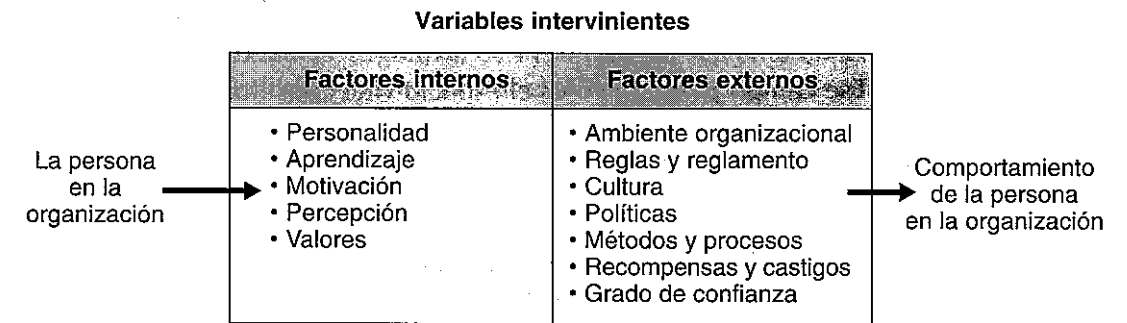 Variables intervinientes
Factores internos
Factores externos
La persona
en la
organización
• Personalidad
• Aprendizaje
• Motivación
• Percepción
• Valores
• Ambiente organizacional
• Reglas y reglamento
• Cultura
• Políticas
• Métodos y procesos
• Recompensas y castigos
• Grado de confianza
Comportamiento
de la persona
en la organización